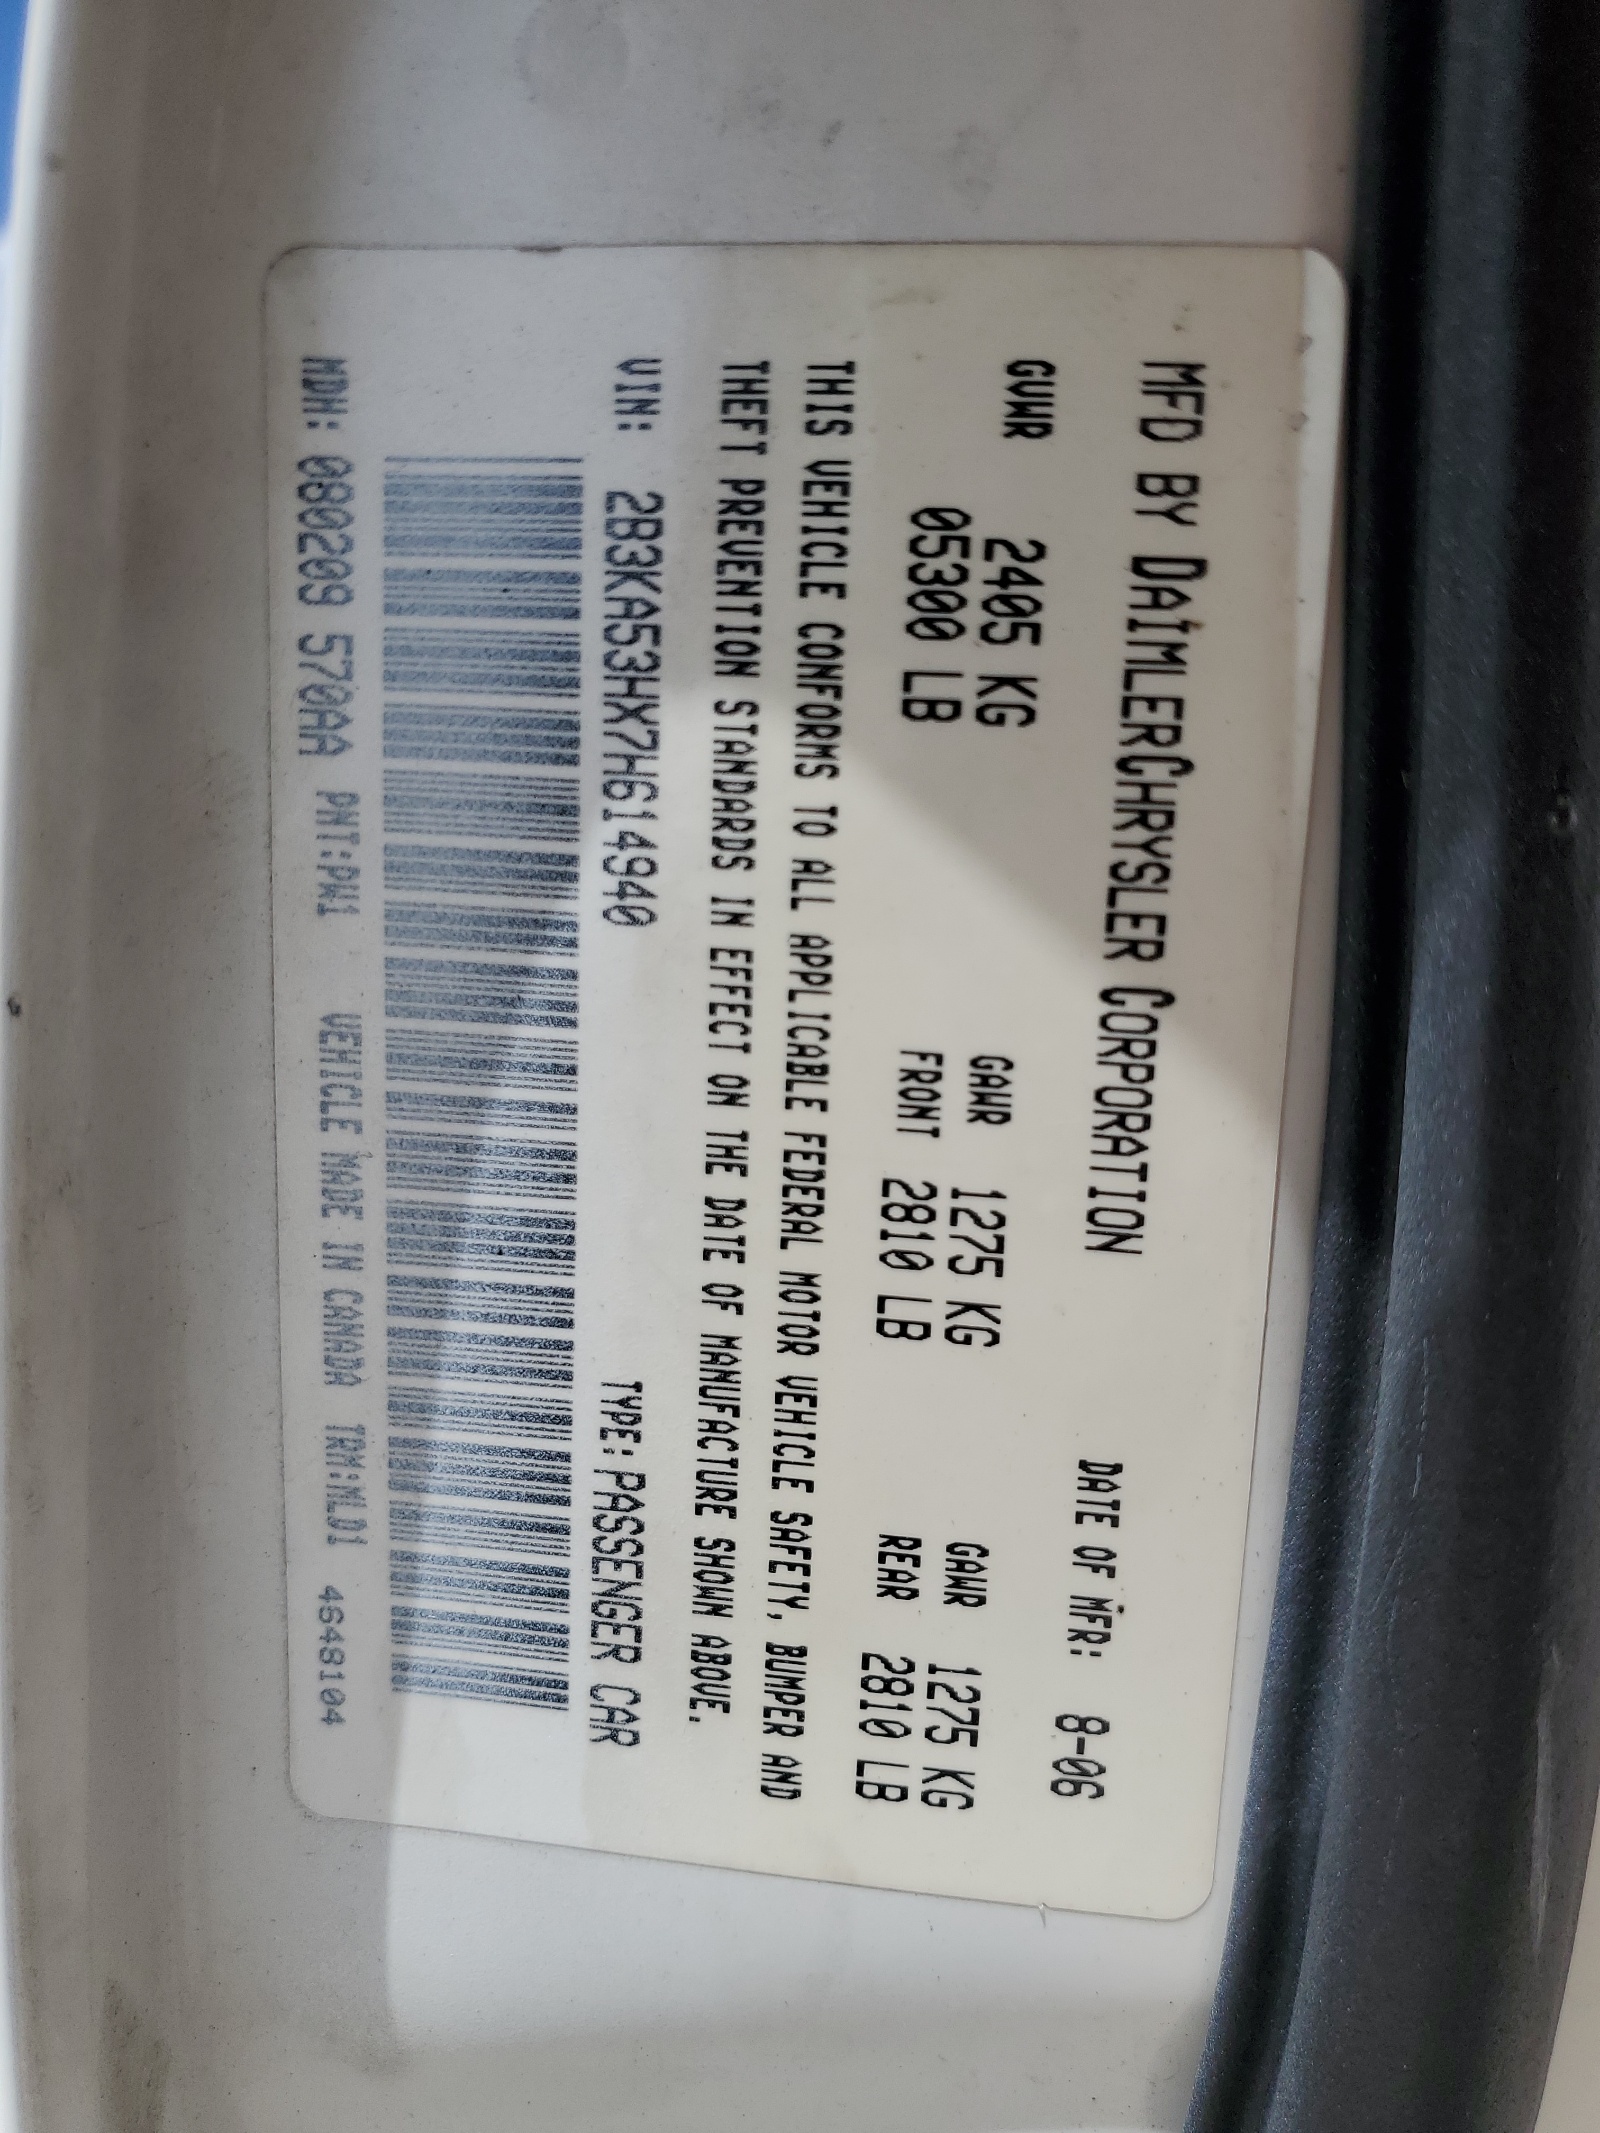 MFD BY DAIMLERCHRYSLER CORPORATION DATE OF MFR: 8-06
GVWR 2405 KG GAWR 1275 KG GAWR 1275 KG
05300 LB FRONT 2810 LB REAR 2810 LB
THIS VEHICLE CONFORMS TO ALL APPLICABLE FEDERAL MOTOR VEHICLE SAFETY, BUMPER AND
THEFT PREVENTION STANDARDS IN EFFECT ON THE DATE OF MANUFACTURE SHOWN ABOVE.
VIN: 2B3KA53HX7H614940 TYPE: PASSENGER CAR
MDH: 080209 570AA PNT:PW1 VEHICLE MADE IN CANADA TRM:MLD1 4648104